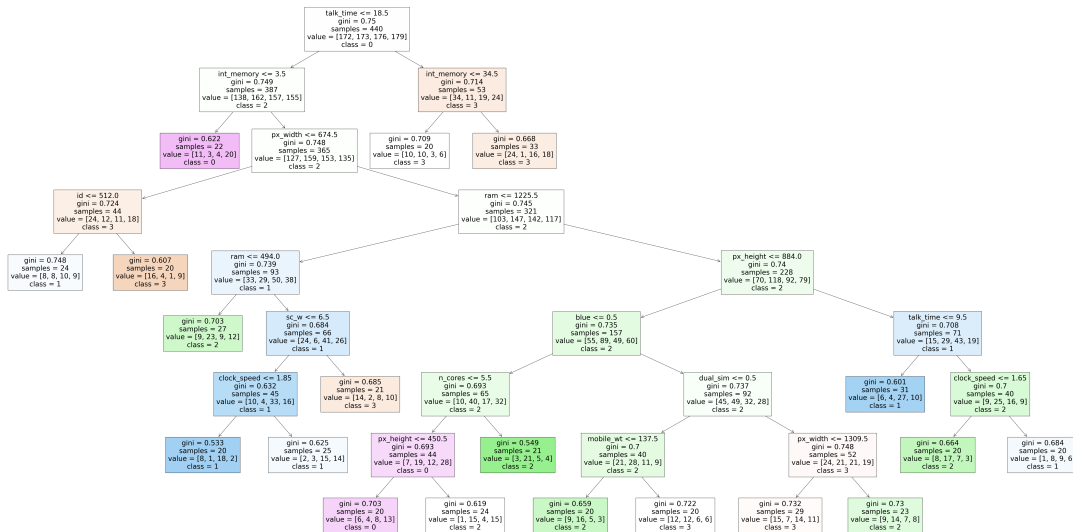 talk_time <= 18.5
gini = 0.75
samples = 440
value = [172, 173, 176, 179]
class = 0
int_memory <= 3.5
gini = 0.749
samples = 387
value = [138, 162, 157, 155]
class = 2
int_memory <= 34.5
gini = 0.714
samples = 53
value = [34, 11, 19, 24]
class = 3
gini = 0.622
samples = 22
value = [11, 3, 4, 20]
class = 0
px_width <= 674.5
gini = 0.748
samples = 365
value = [127, 159, 153, 135]
class = 2
gini = 0.709
samples = 20
value = [10, 10, 3, 6]
class = 3
gini = 0.668
samples = 33
value = [24, 1, 16, 18]
class = 3
id <= 512.0
gini = 0.724
samples = 44
value = [24, 12, 11, 18]
class = 3
ram <= 1225.5
gini = 0.745
samples = 321
value = [103, 147, 142, 117]
class = 2
gini = 0.748
samples = 24
value = [8, 8, 10, 9]
class = 1
gini = 0.607
samples = 20
value = [16, 4, 1, 9]
class = 3
ram <= 494.0
gini = 0.739
samples = 93
value = [33, 29, 50, 38]
class = 1
px_height <= 884.0
gini = 0.74
samples = 228
value = [70, 118, 92, 79]
class = 2
gini = 0.703
samples = 27
value = [9, 23, 9, 12]
class = 2
sc_w <= 6.5
gini = 0.684
samples = 66
value = [24, 6, 41, 26]
class = 1
blue <= 0.5
gini = 0.735
samples = 157
value = [55, 89, 49, 60]
class = 2
talk_time <= 9.5
gini = 0.708
samples = 71
value = [15, 29, 43, 19]
class = 1
clock_speed <= 1.85
gini = 0.632
samples = 45
value = [10, 4, 33, 16]
class = 1
gini = 0.685
samples = 21
value = [14, 2, 8, 10]
class = 3
n_cores <= 5.5
gini = 0.693
samples = 65
value = [10, 40, 17, 32]
class = 2
dual_sim <= 0.5
gini = 0.737
samples = 92
value = [45, 49, 32, 28]
class = 2
gini = 0.601
samples = 31
value = [6, 4, 27, 10]
class = 1
clock_speed <= 1.65
gini = 0.7
samples = 40
value = [9, 25, 16, 9]
class = 2
gini = 0.533
samples = 20
value = [8, 1, 18, 2]
class = 1
gini = 0.625
samples = 25
value = [2, 3, 15, 14]
class = 1
px_height <= 450.5
gini = 0.693
samples = 44
value = [7, 19, 12, 28]
class = 0
gini = 0.549
samples = 21
value = [3, 21, 5, 4]
class = 2
mobile_wt <= 137.5
gini = 0.7
samples = 40
value = [21, 28, 11, 9]
class = 2
px_width <= 1309.5
gini = 0.748
samples = 52
value = [24, 21, 21, 19]
class = 3
gini = 0.664
samples = 20
value = [8, 17, 7, 3]
class = 2
gini = 0.684
samples = 20
value = [1, 8, 9, 6
class = 1
gini = 0.703
samples = 20
value = [6, 4, 8, 13]
class = 0
gini = 0.619
samples = 24
value = [1, 15, 4, 15]
class = 2
gini = 0.659
samples = 20
value = [9, 16, 5, 3]
class = 2
gini = 0.722
samples = 20
value = [12, 12, 6, 6]
class = 3
gini = 0.732
samples = 29
value = [15, 7, 14, 11]
class = 3
gini = 0.73
samples = 23
value = [9, 14, 7, 8]
class = 2